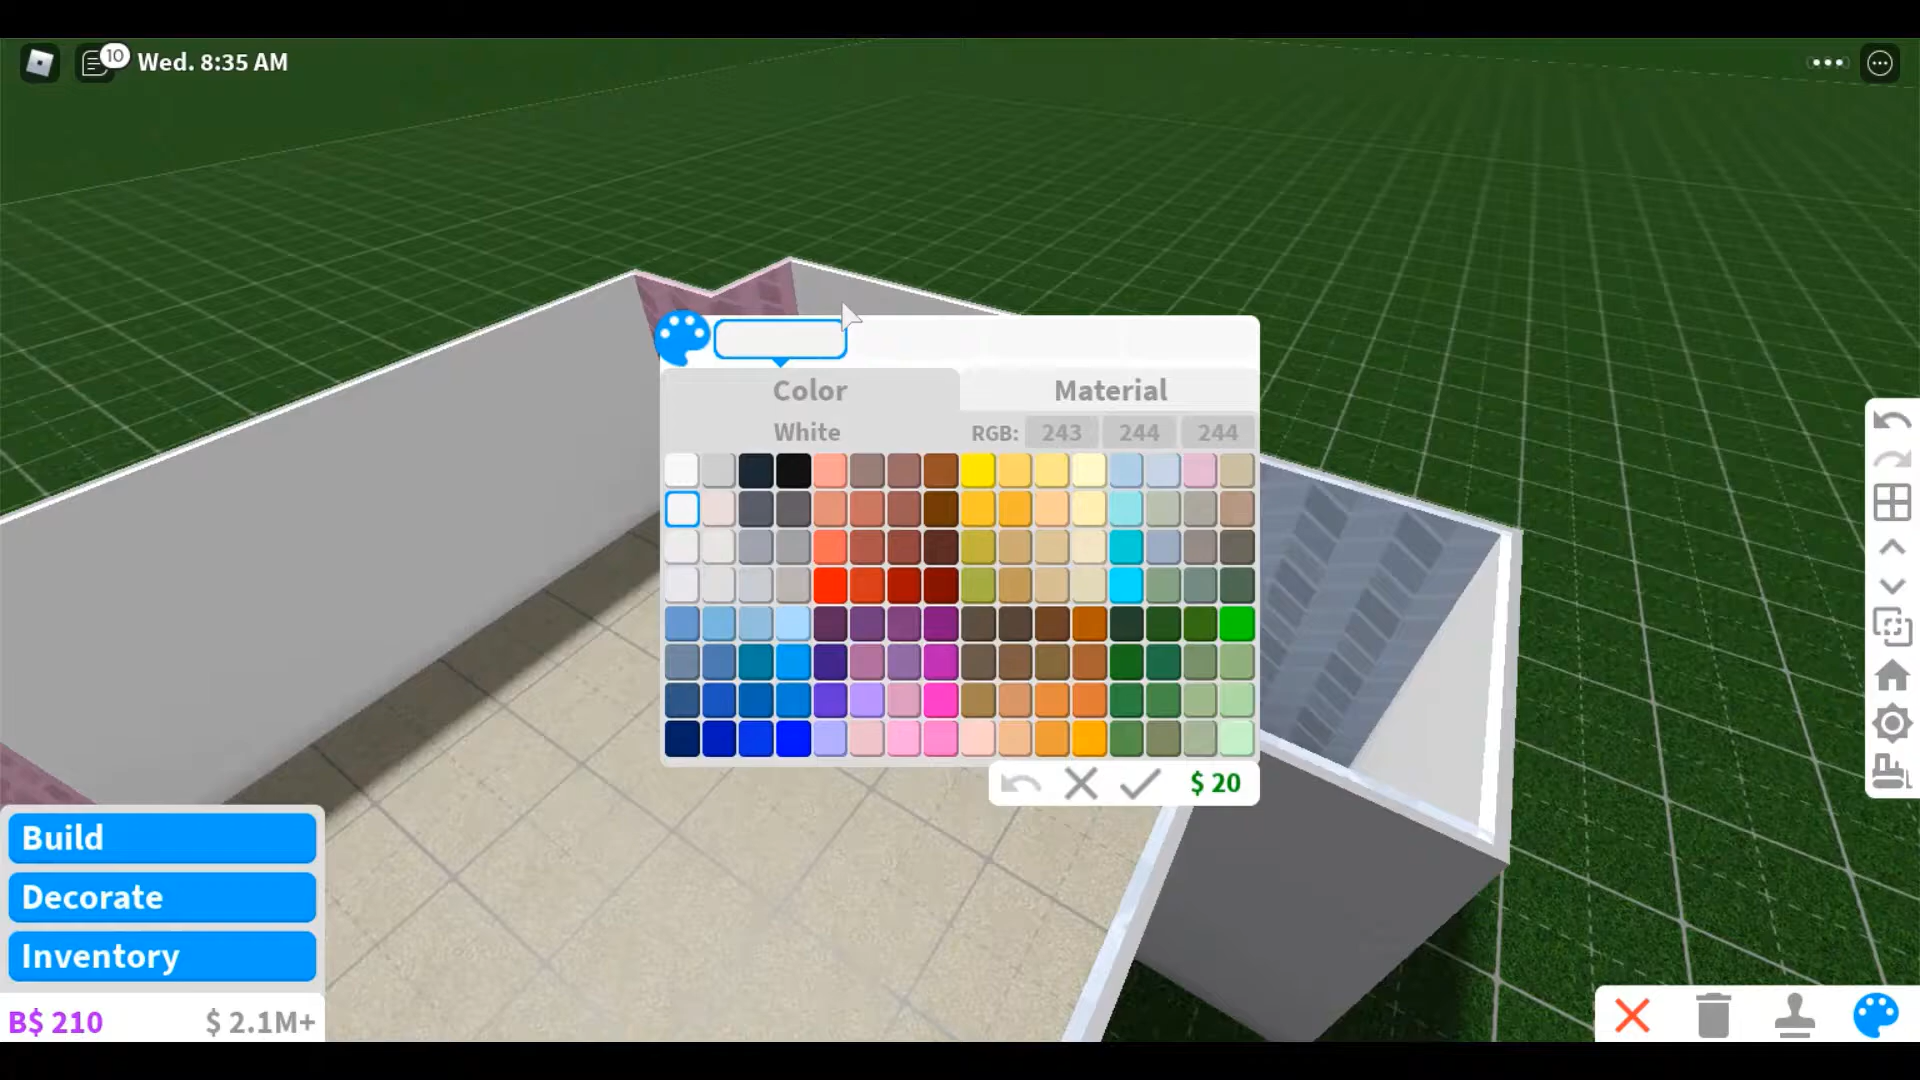 10
Wed. 8:35 AM
Color
Material
White
RGB: 243 244 244
$ 20
Build
Decorate
Inventory
B$ 210
$ 2.1M+